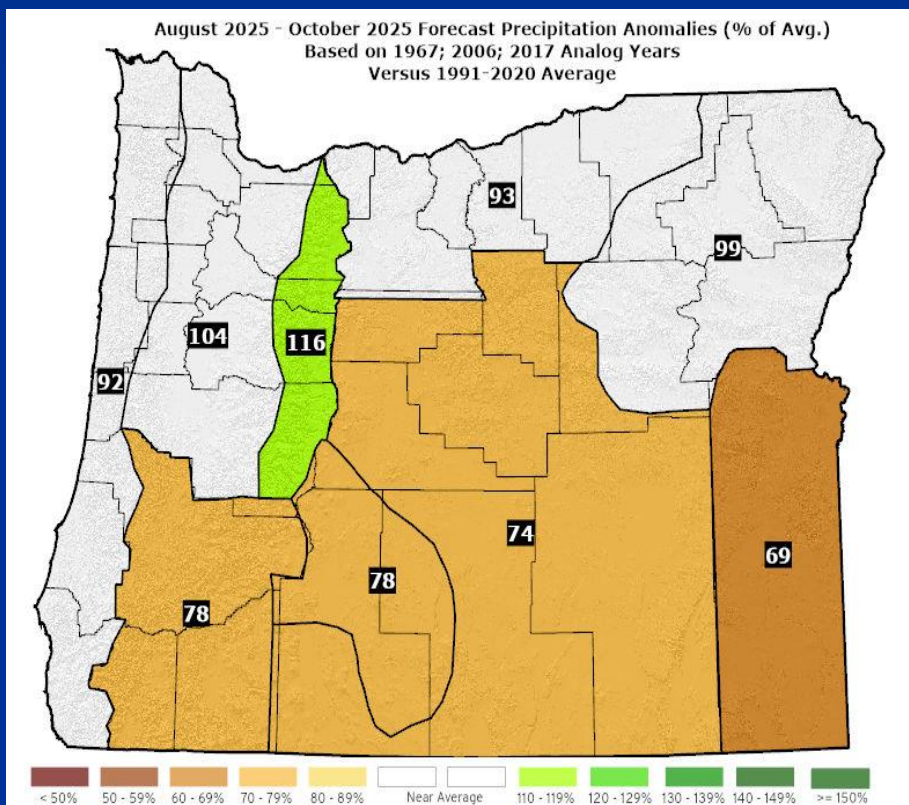 August 2025 - October 2025 Forecast Precipitation Anomalies (% of Avg.)
Based on 1967; 2006; 2017 Analog Years
Versus 1991-2020 Average
93
99
104
116
92
74
69
78
78
< 50% 50 - 59% 60 - 69% 70 - 79% 80 - 89% Near Average 110 - 119% 120 - 129% 130 - 139% 140 - 149% >= 150%